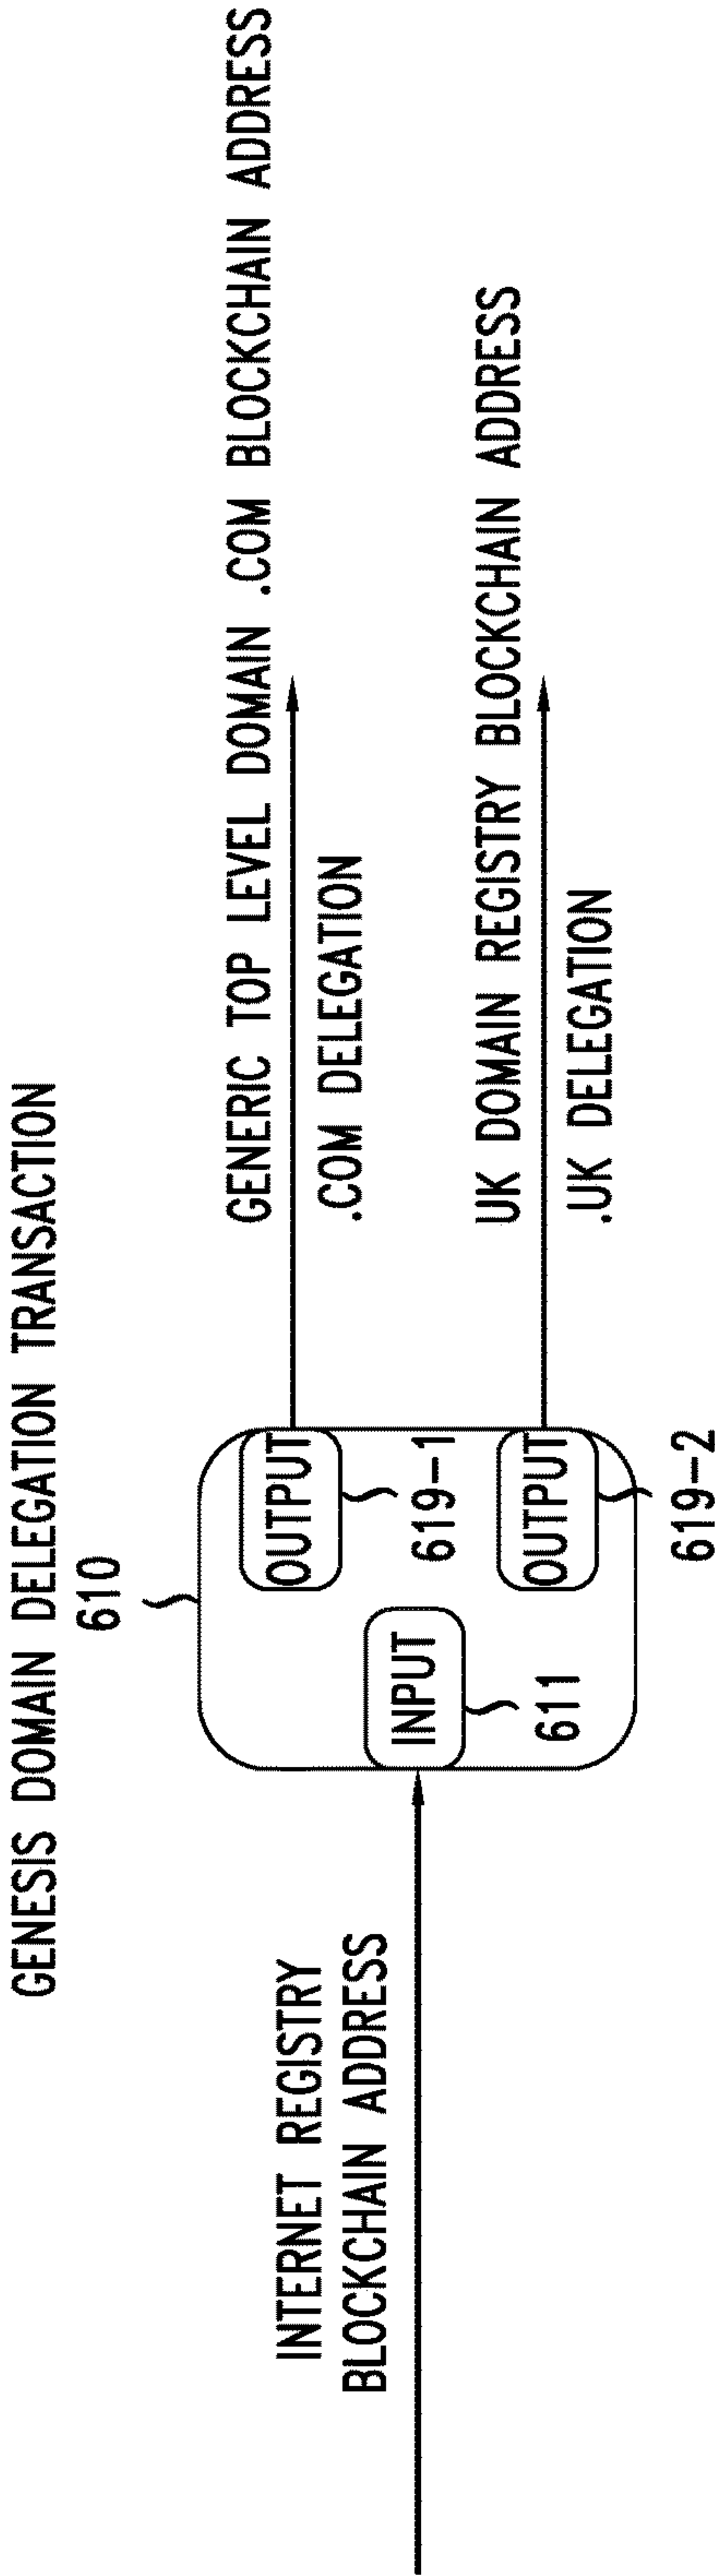 GENESIS DOMAIN DELEGATION TRANSACTION
610
INTERNET REGISTRY
BLOCKCHAIN ADDRESS
INPUT
611
OUTPUT
619-1
GENERIC TOP LEVEL DOMAIN .COM BLOCKCHAIN ADDRESS
.COM DELEGATION
OUTPUT
619-2
UK DOMAIN REGISTRY BLOCKCHAIN ADDRESS
.UK DELEGATION